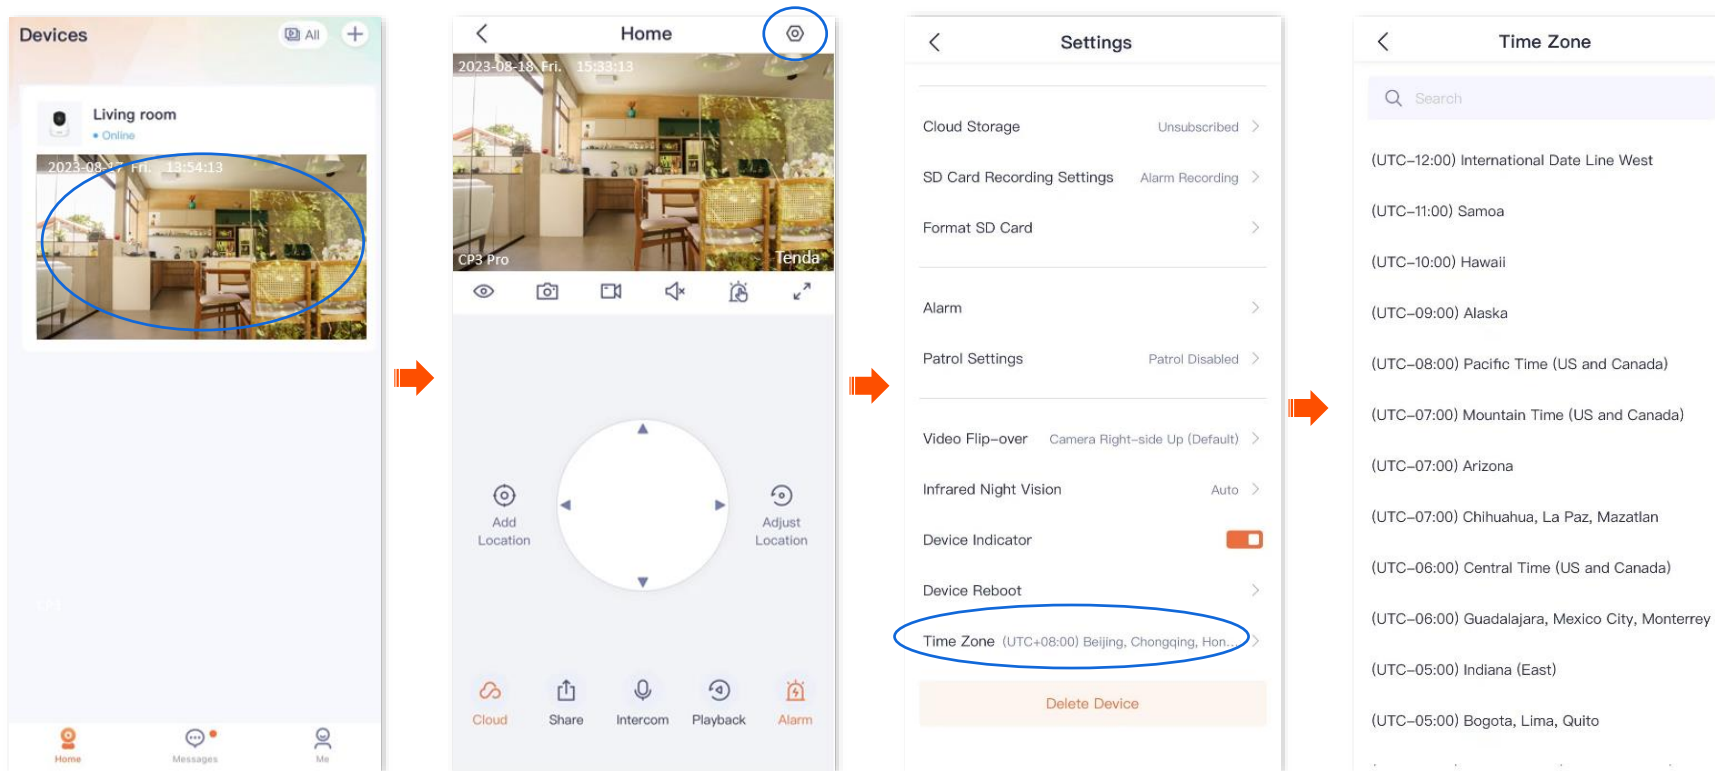 Devices
All
Living room
Online
2023-08-17 Fri. 13:54:13
Home
Messages
Me
Home
2023-08-18 Fri. 15:33:13
CP3 Pro
Tenda
Add
Location
Adjust
Location
Cloud
Share
Intercom
Playback
Alarm
Settings
Cloud Storage Unsubscribed
SD Card Recording Settings Alarm Recording
Format SD Card
Alarm
Patrol Settings Patrol Disabled
Video Flip-over Camera Right-side Up (Default)
Infrared Night Vision Auto
Device Indicator
Device Reboot
Time Zone (UTC+08:00) Beijing, Chongqing, Hon...
Delete Device
Time Zone
Search
(UTC-12:00) International Date Line West
(UTC-11:00) Samoa
(UTC-10:00) Hawaii
(UTC-09:00) Alaska
(UTC-08:00) Pacific Time (US and Canada)
(UTC-07:00) Mountain Time (US and Canada)
(UTC-07:00) Arizona
(UTC-07:00) Chihuahua, La Paz, Mazatlan
(UTC-06:00) Central Time (US and Canada)
(UTC-06:00) Guadalajara, Mexico City, Monterrey
(UTC-05:00) Indiana (East)
(UTC-05:00) Bogota, Lima, Quito